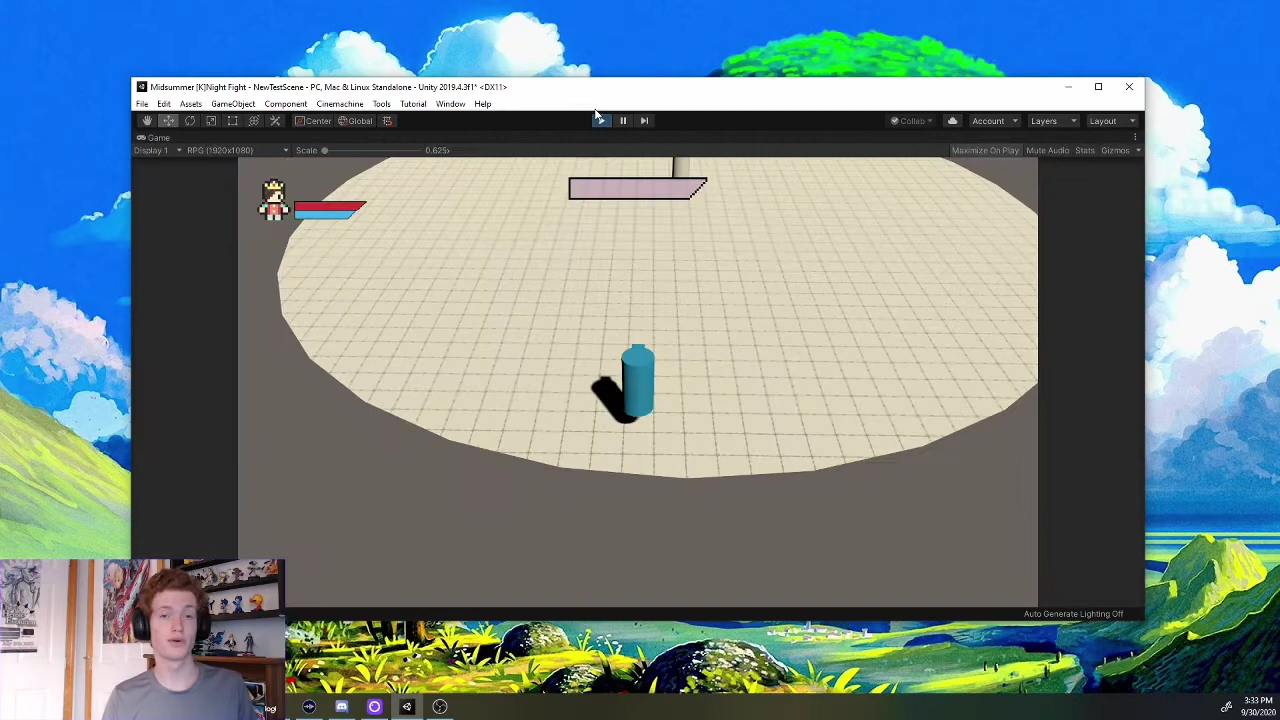 Midsummer [K]Night Fight - NewTestScene - PC, Mac & Linux Standalone - Unity 2019.4.3f1* <DX11>
File Edit Assets GameObject Component Cinemachine Tools Tutorial Window Help
Center Global Collab Account Layers Layout
Game
Display 1 RPG (1920x1080) Scale 0.625x Maximize On Play Mute Audio Stats Gizmos
Auto Generate Lighting Off
logi
3:33 PM
9/30/2020